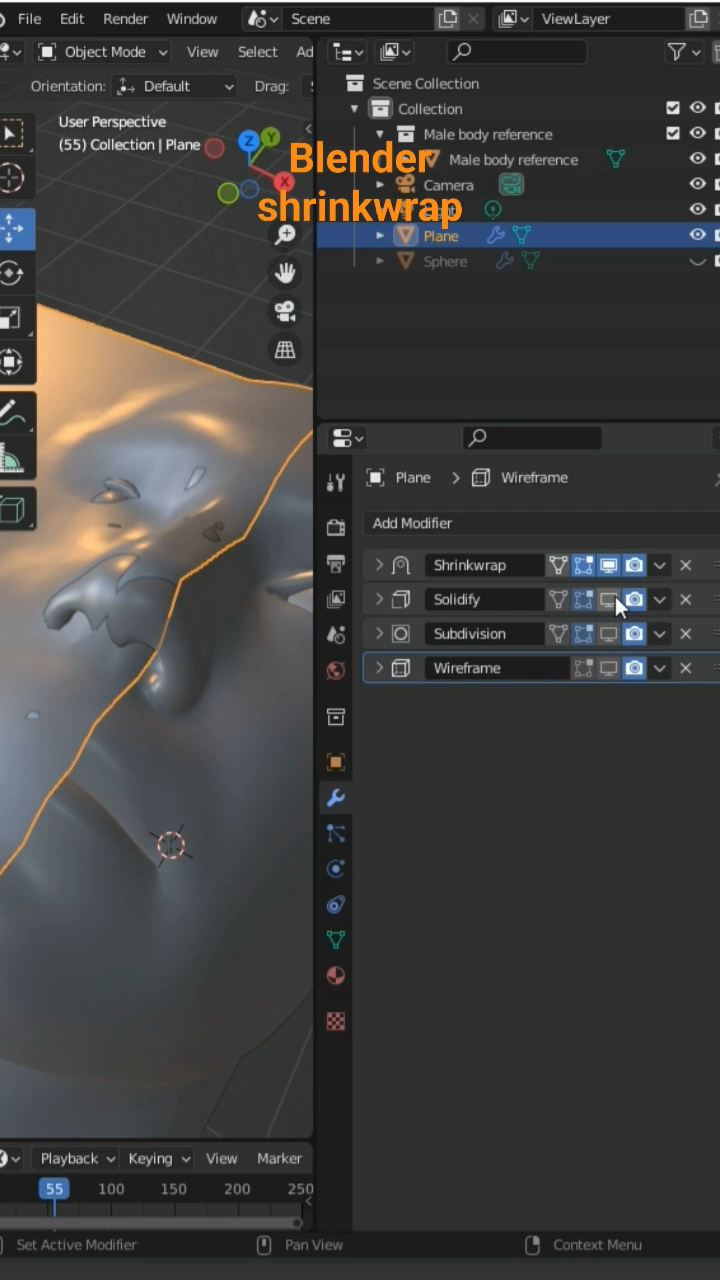 File Edit Render Window Scene ViewLayer
Object Mode View Select Ad
Orientation: Default Drag:
User Perspective
(55) Collection | Plane
Z Y X
Blender
shrinkwrap
Scene Collection
Collection
Male body reference
Male body reference
Camera
Plane
Sphere
Plane > Wireframe
Add Modifier
Shrinkwrap
Solidify
Subdivision
Wireframe
Playback Keying View Marker
55 100 150 200 250
Set Active Modifier Pan View Context Menu